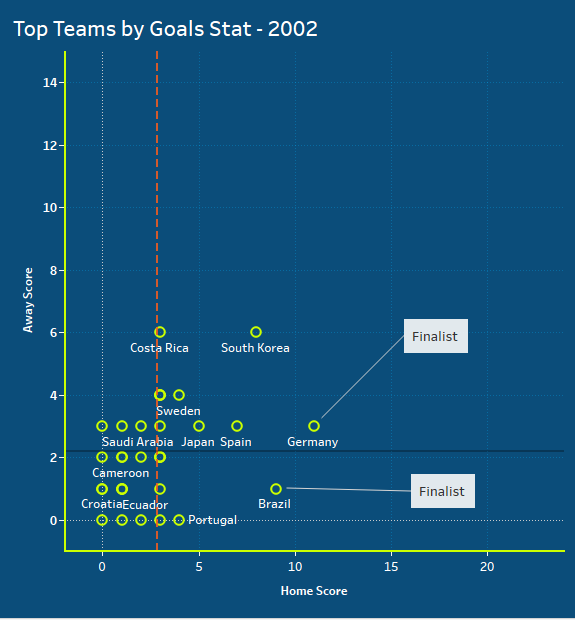 Top Teams by Goals Stat - 2002
14
12
10
8
6
4
2
0
Away Score
Costa Rica
South Korea
Finalist
Sweden
Saudi Arabia
Japan
Spain
Germany
Cameroon
Finalist
Croatia
Ecuador
Brazil
Portugal
0
5
10
15
20
Home Score